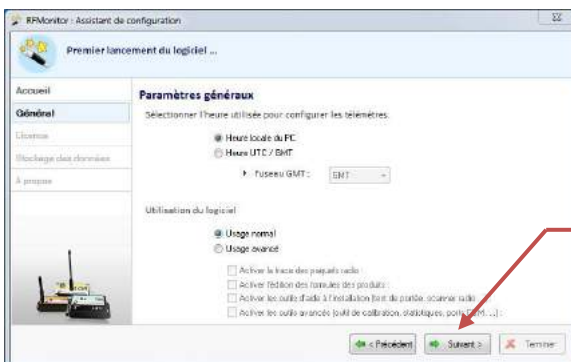 RFMonitor : Assistant de configuration
Premier lancement du logiciel ...
Accueil
Général
Licence
Stockage des données
A propos
Paramètres généraux
Sélectionner l'heure utilisée pour configurer les télémètres.
Heure locale du PC
Heure UTC / GMT
Fuseau GMT :
GMT
Utilisation du logiciel
Usage normal
Usage avancé
Activer la trace des paquets radio
Activer l'édition des formules des produits :
Activer les outils d'aide à l'installation (test de portée, scanner radio
Activer les outils avancés (outil de calibration, statistiques, ports COM, ...) :
< Précédent
Suivant >
Terminer